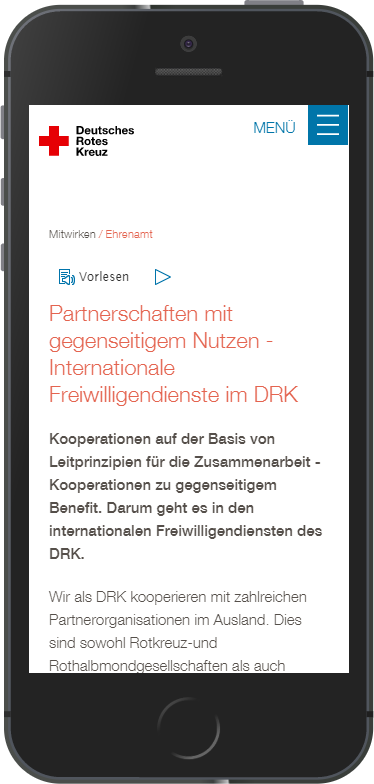 Deutsches
Rotes
Kreuz
MENÜ
Mitwirken / Ehrenamt
Vorlesen
Partnerschaften mit
gegenseitigem Nutzen -
Internationale
Freiwilligendienste im DRK
Kooperationen auf der Basis von
Leitprinzipien für die Zusammenarbeit -
Kooperationen zu gegenseitigem
Benefit. Darum geht es in den
internationalen Freiwilligendiensten des
DRK.
Wir als DRK kooperieren mit zahlreichen
Partnerorganisationen im Ausland. Dies
sind sowohl Rotkreuz-und
Rothalbmondgesellschaften als auch